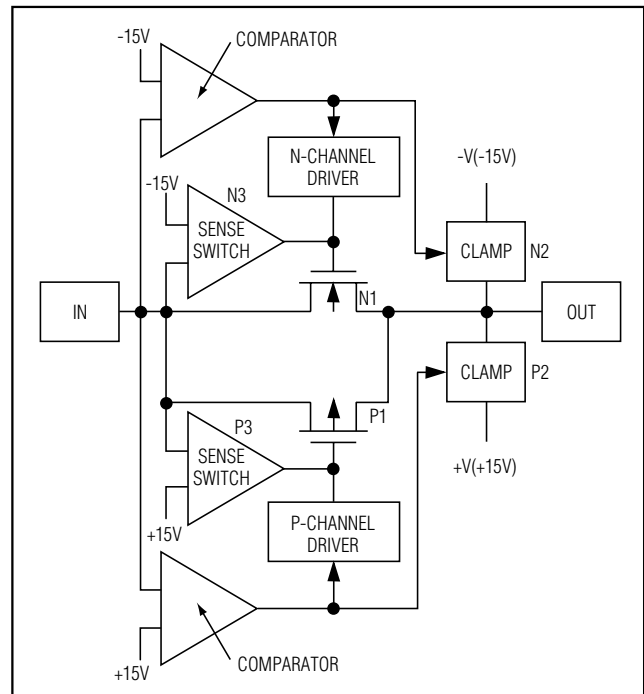 -15V
COMPARATOR
N-CHANNEL
DRIVER
-V(-15V)
-15V
N3
SENSE
SWITCH
CLAMP
N2
N1
IN
OUT
CLAMP
P2
P1
P3
SENSE
SWITCH
+V(+15V)
+15V
P-CHANNEL
DRIVER
+15V
COMPARATOR